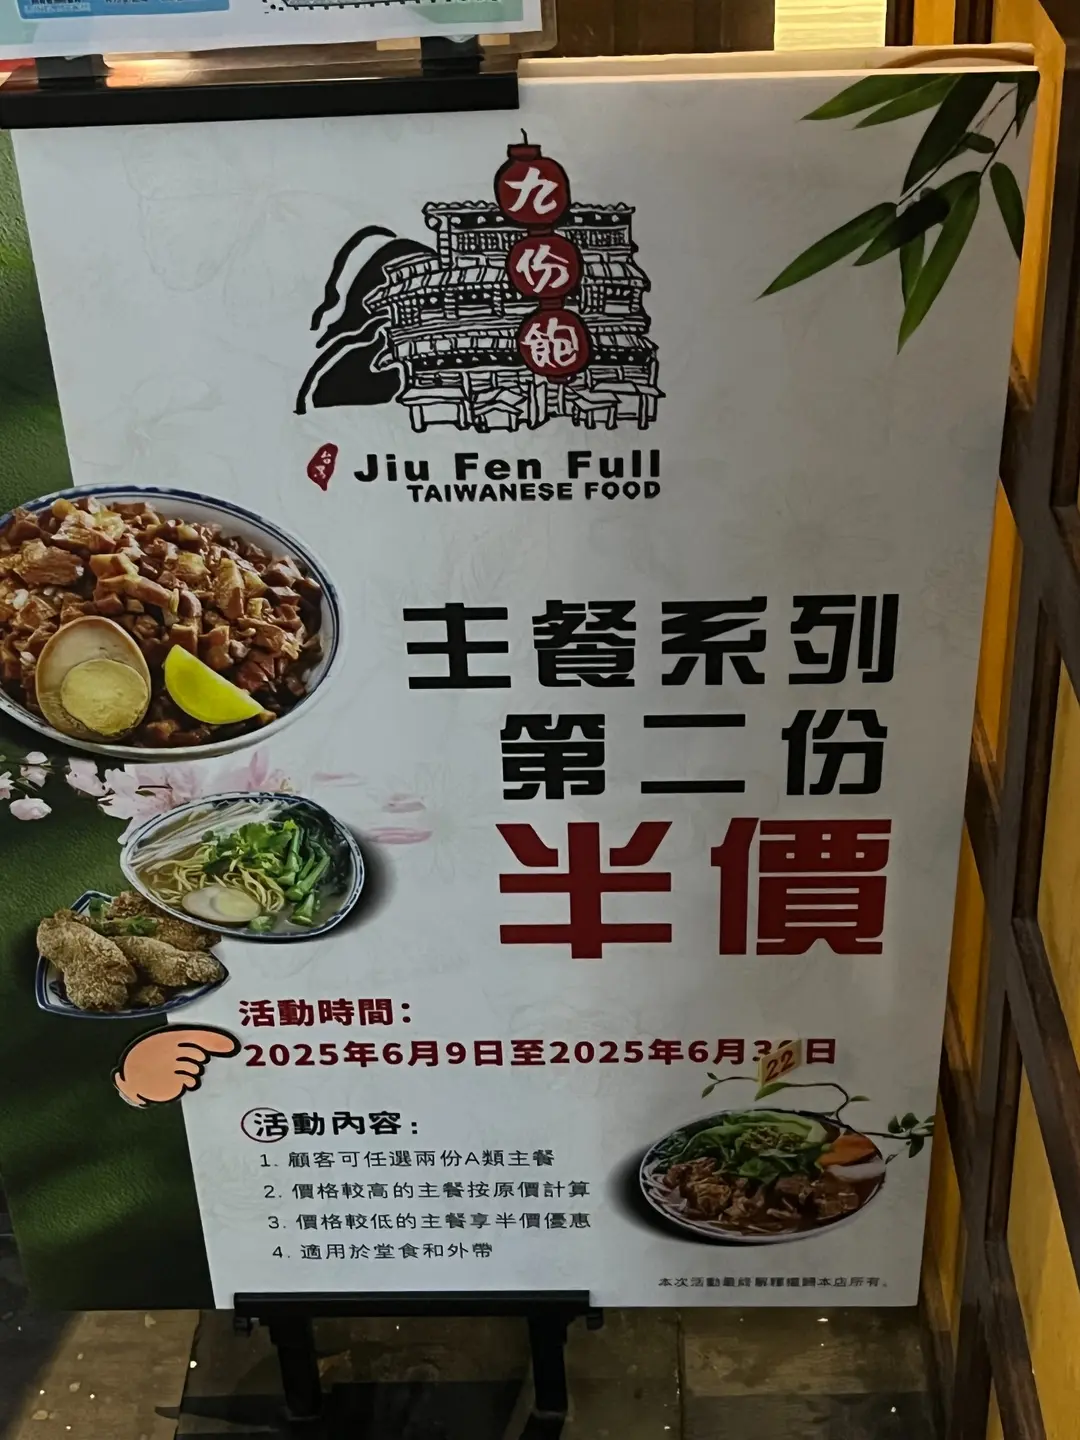 九
份
飽
台灣
Jiu Fen Full
TAIWANESE FOOD
主餐系列
第二份
半價
活動時間：
2025年6月9日至2025年6月22日
活動內容：
1. 顧客可任選兩份A類主餐
2. 價格較高的主餐按原價計算
3. 價格較低的主餐享半價優惠
4. 適用於堂食和外帶
本次活動最終解釋權歸本店所有。